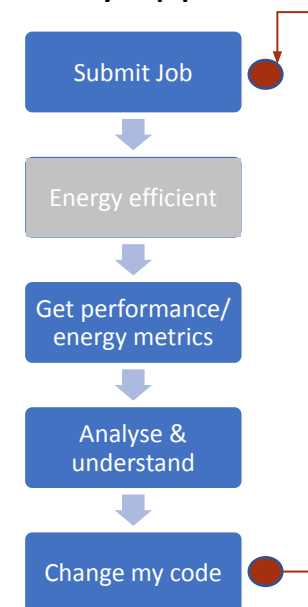 Submit Job
Energy efficient
Get performance/
energy metrics
Analyse &
understand
Change my code